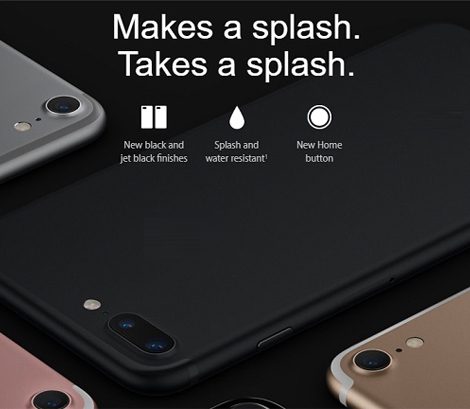 Makes a splash.
Takes a splash.
New black and
jet black finishes
Splash and
water resistant¹
New Home
button